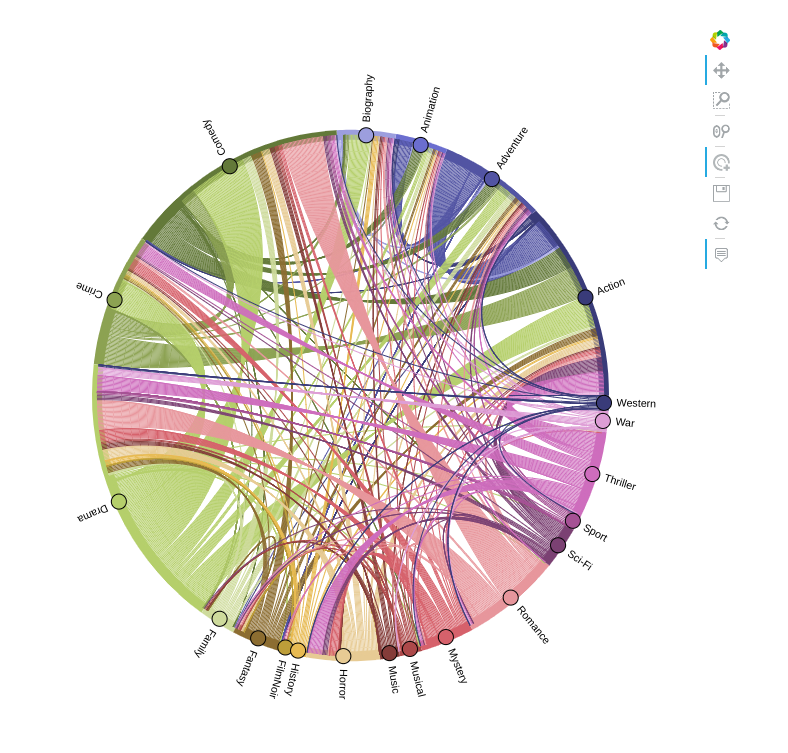 Biography
Animation
Adventure
Comedy
Action
Crime
Western
War
Thriller
Drama
Sport
Sci-Fi
Romance
Family
Fantasy
FilmNoir
History
Horror
Music
Musical
Mystery